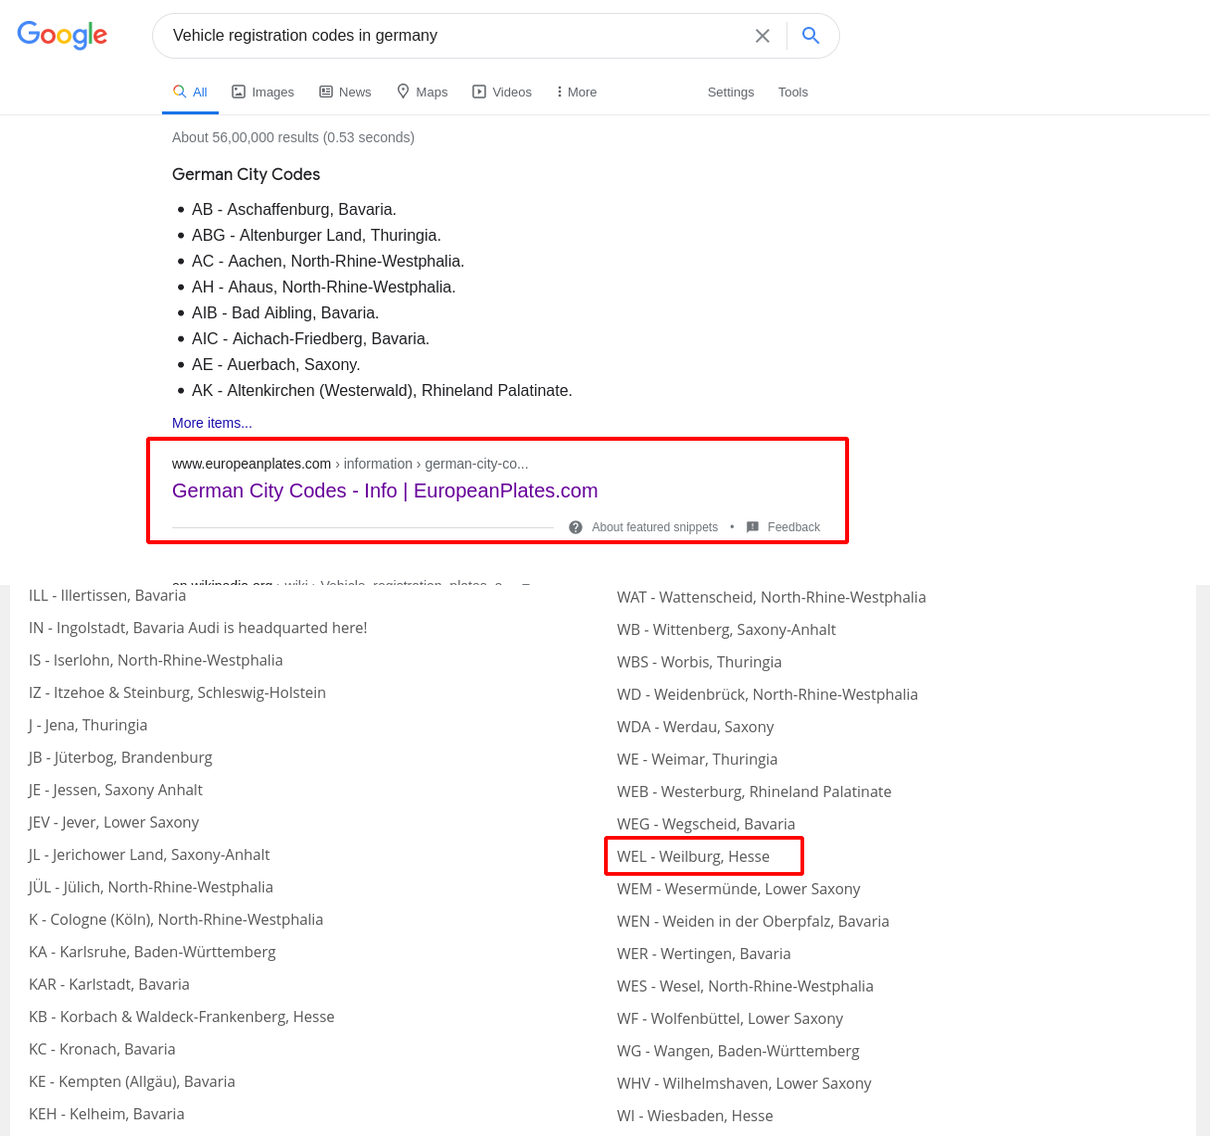 Google
Vehicle registration codes in germany
All Images News Maps Videos More Settings Tools
About 56,00,000 results (0.53 seconds)
German City Codes
AB - Aschaffenburg, Bavaria.
ABG - Altenburger Land, Thuringia.
AC - Aachen, North-Rhine-Westphalia.
AH - Ahaus, North-Rhine-Westphalia.
AIB - Bad Aibling, Bavaria.
AIC - Aichach-Friedberg, Bavaria.
AE - Auerbach, Saxony.
AK - Altenkirchen (Westerwald), Rhineland Palatinate.
More items...
www.europeanplates.com › information › german-city-co...
German City Codes - Info | EuropeanPlates.com
About featured snippets • Feedback
en.wikipedia.org › wiki › Vehicle_registration_plates_o...
ILL - Illertissen, Bavaria
IN - Ingolstadt, Bavaria Audi is headquarted here!
IS - Iserlohn, North-Rhine-Westphalia
IZ - Itzehoe & Steinburg, Schleswig-Holstein
J - Jena, Thuringia
JB - Jüterbog, Brandenburg
JE - Jessen, Saxony Anhalt
JEV - Jever, Lower Saxony
JL - Jerichower Land, Saxony-Anhalt
JÜL - Jülich, North-Rhine-Westphalia
K - Cologne (Köln), North-Rhine-Westphalia
KA - Karlsruhe, Baden-Württemberg
KAR - Karlstadt, Bavaria
KB - Korbach & Waldeck-Frankenberg, Hesse
KC - Kronach, Bavaria
KE - Kempten (Allgäu), Bavaria
KEH - Kelheim, Bavaria
WAT - Wattenscheid, North-Rhine-Westphalia
WB - Wittenberg, Saxony-Anhalt
WBS - Worbis, Thuringia
WD - Weidenbrück, North-Rhine-Westphalia
WDA - Werdau, Saxony
WE - Weimar, Thuringia
WEB - Westerburg, Rhineland Palatinate
WEG - Wegscheid, Bavaria
WEL - Weilburg, Hesse
WEM - Wesermünde, Lower Saxony
WEN - Weiden in der Oberpfalz, Bavaria
WER - Wertingen, Bavaria
WES - Wesel, North-Rhine-Westphalia
WF - Wolfenbüttel, Lower Saxony
WG - Wangen, Baden-Württemberg
WHV - Wilhelmshaven, Lower Saxony
WI - Wiesbaden, Hesse